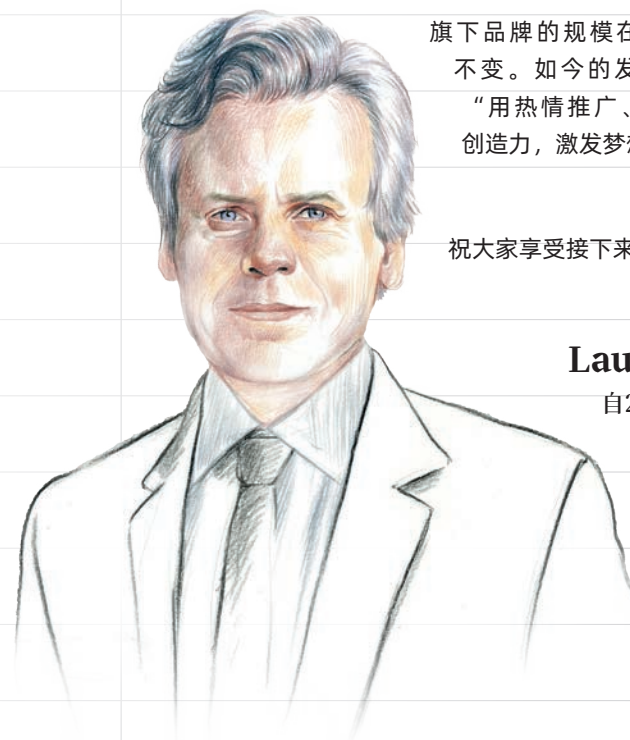 旗下品牌的规模在
不变。如今的发
“用热情推广、
创造力，激发梦想
祝大家享受接下来
Lau
自2